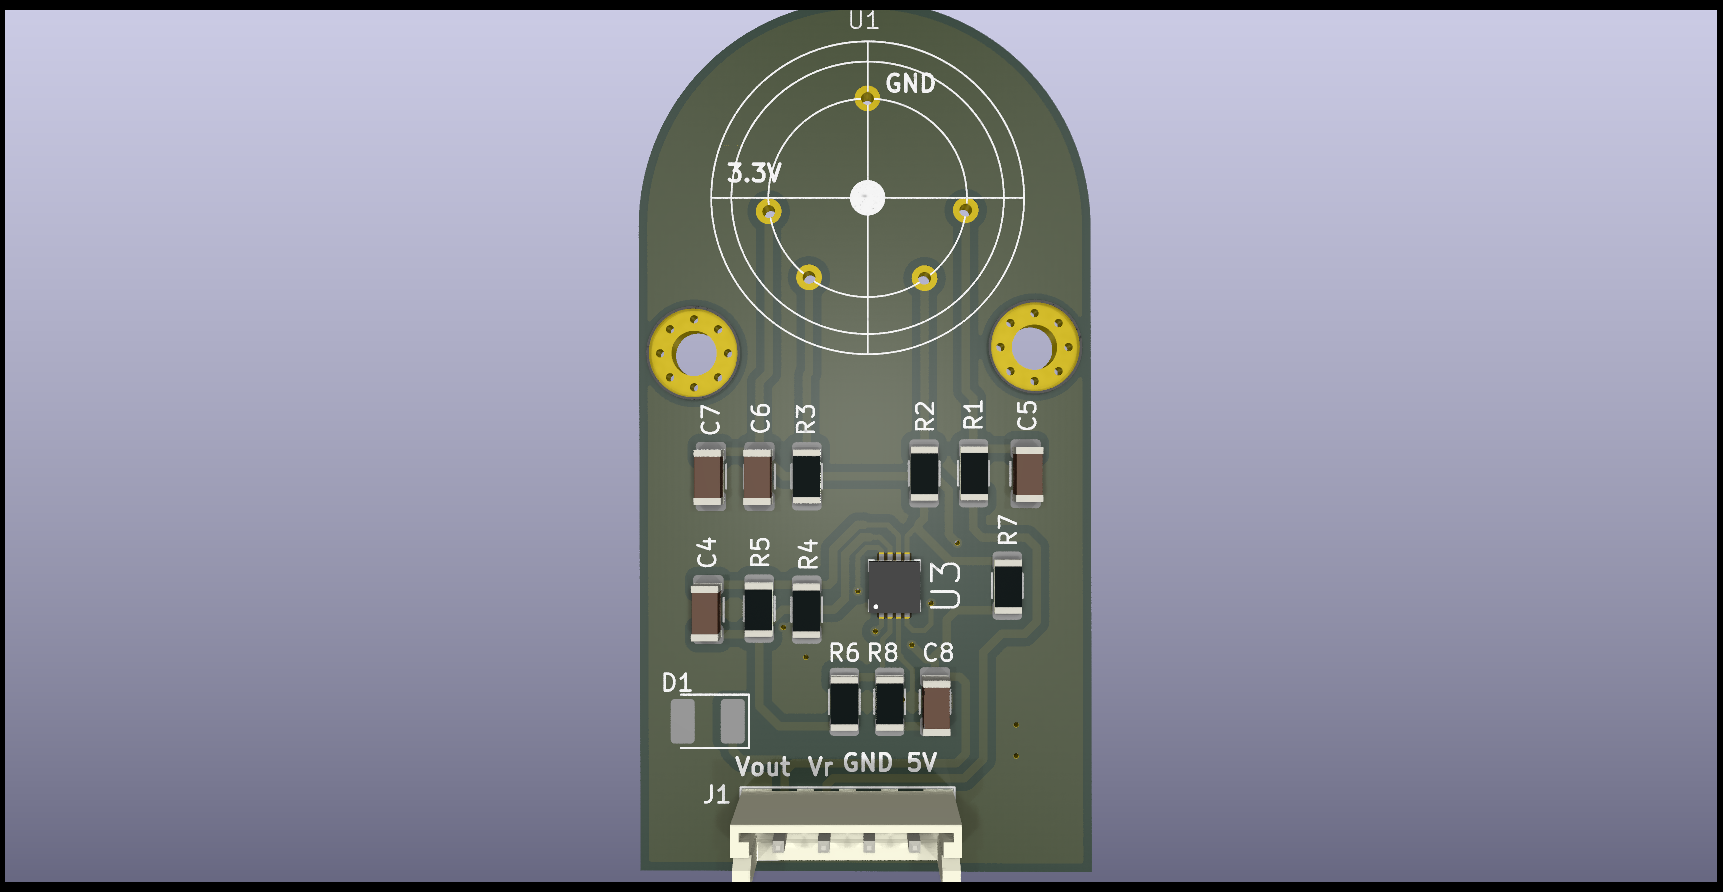 U1
GND
3.3V
C7 C6 R3 R2 R1 C5
C4 R5 R4 U3 R7
R6 R8 C8
D1
Vout Vr GND 5V
J1